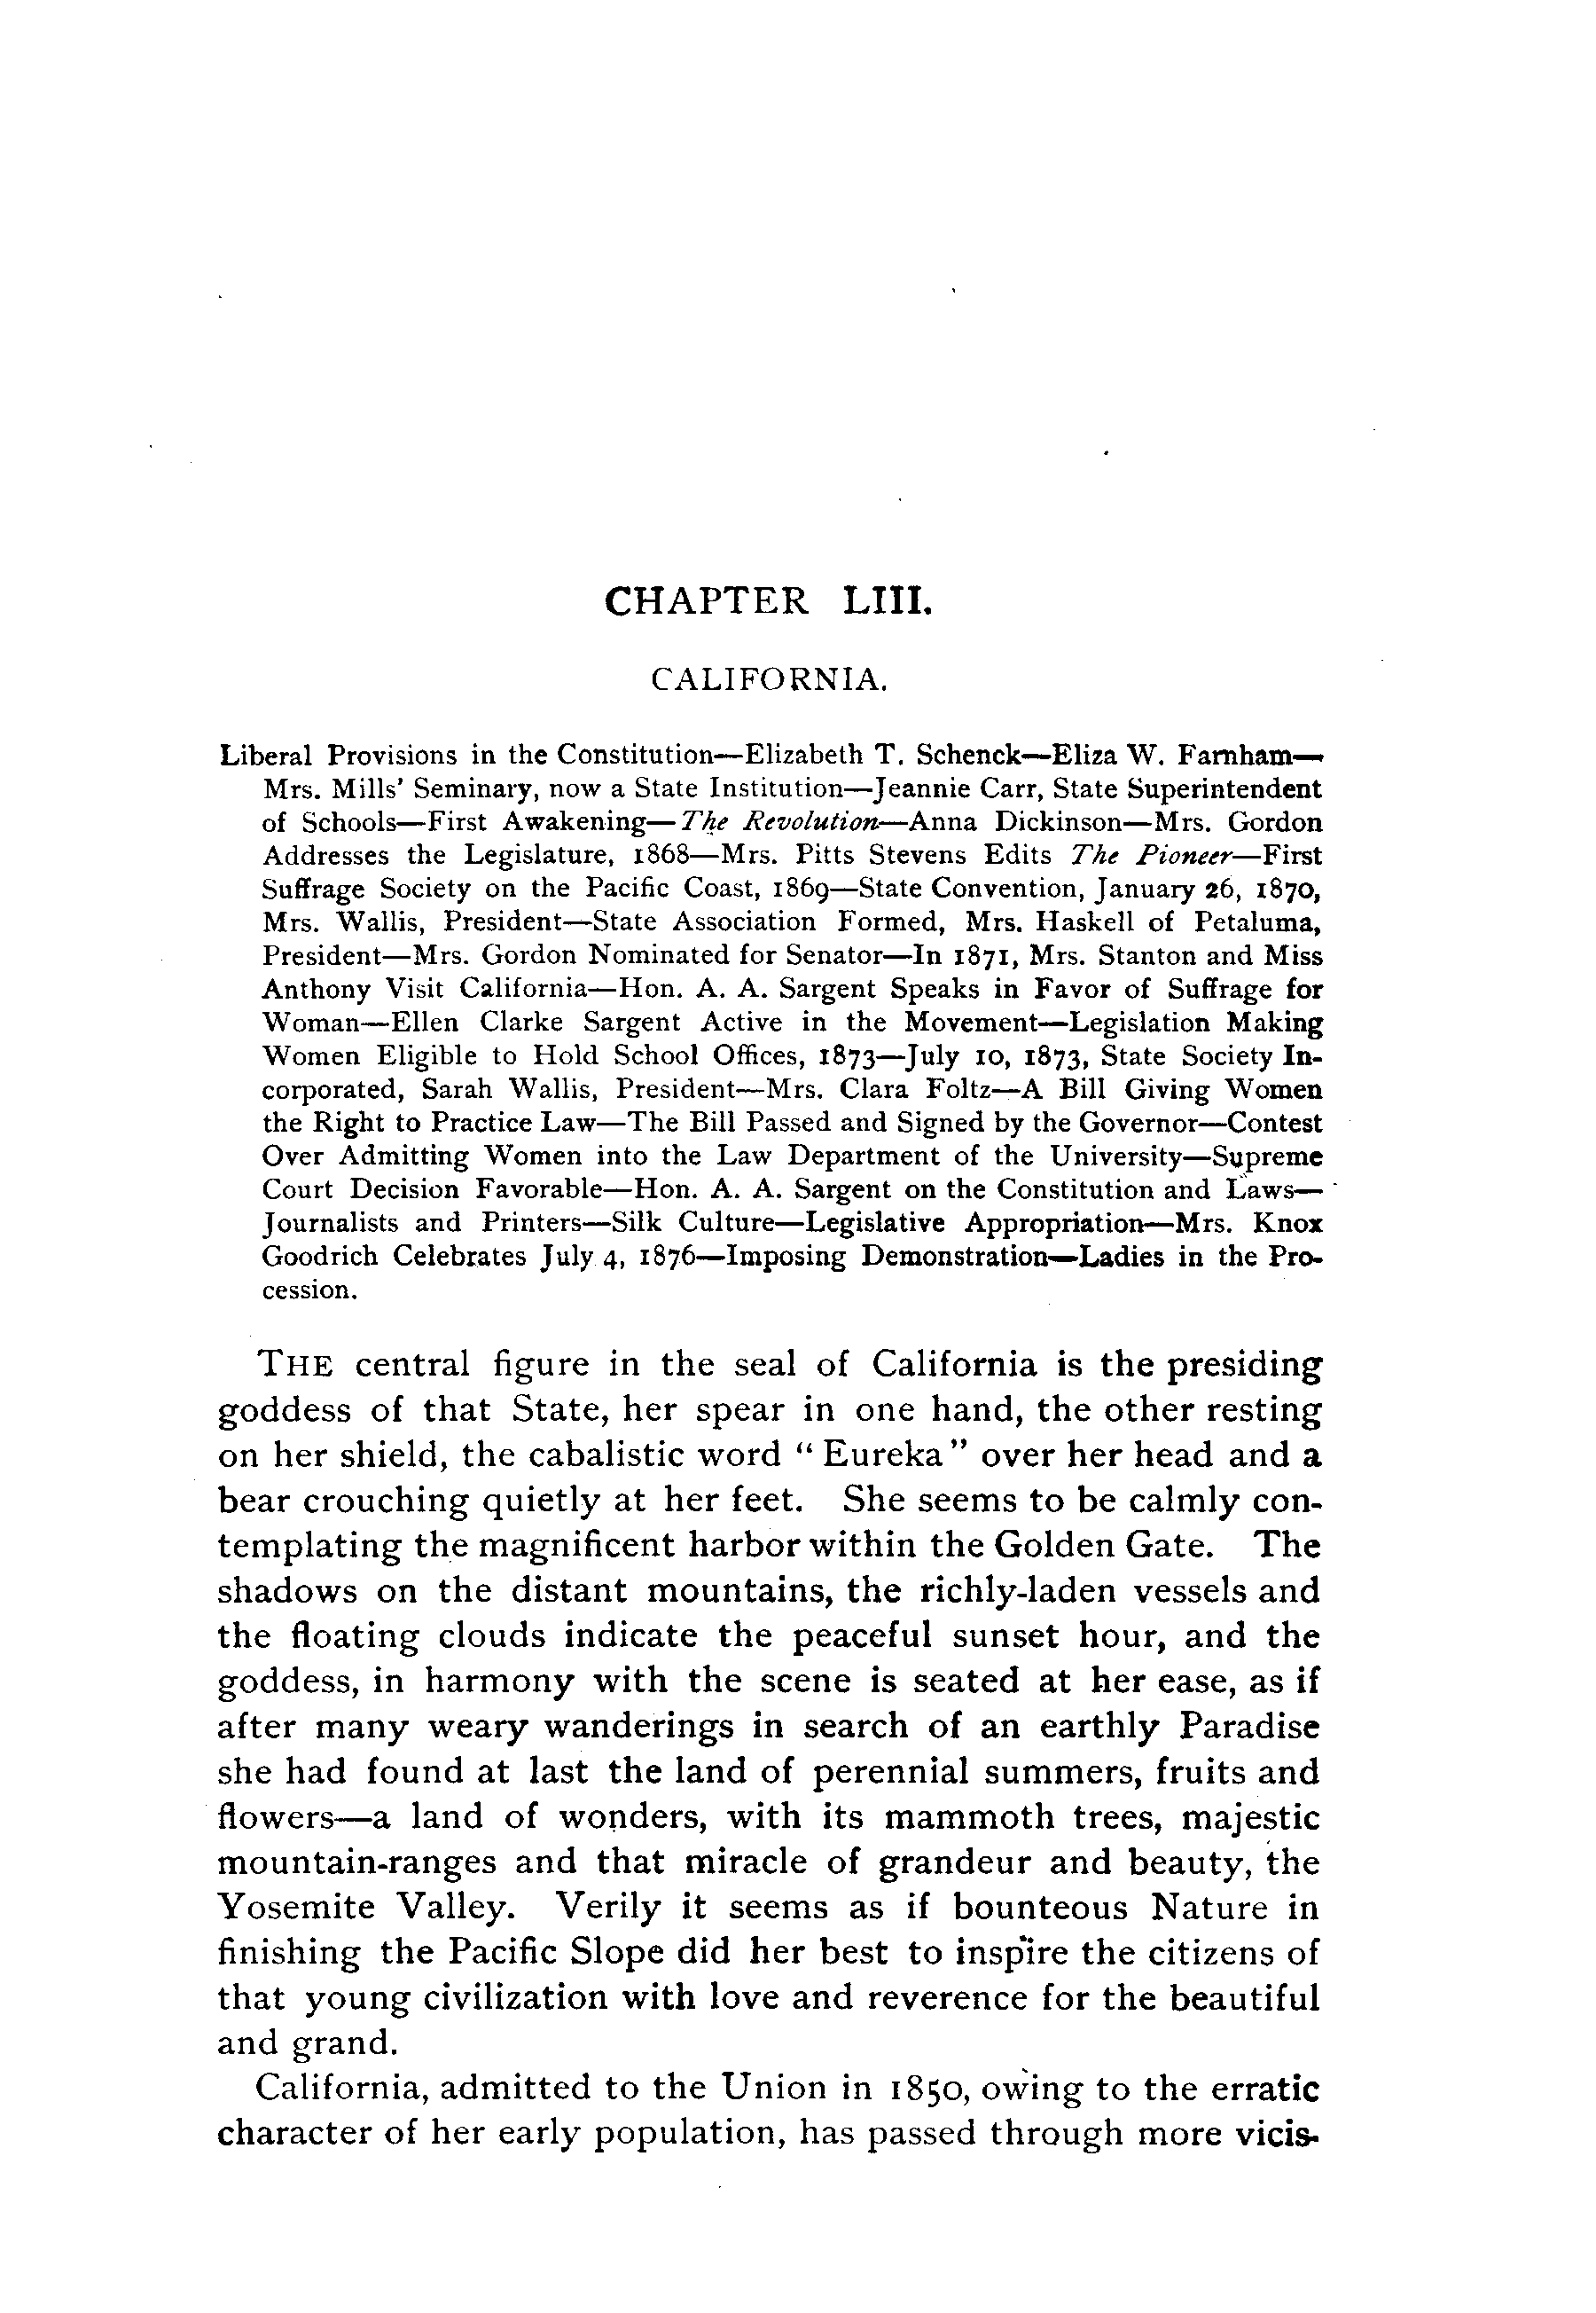 CHAPTER LIII.
CALIFORNIA.
Liberal Provisions in the Constitution—Elizabeth T. Schenck—Eliza W. Farnham—
Mrs. Mills' Seminary, now a State Institution—Jeannie Carr, State Superintendent
of Schools—First Awakening—The Revolution—Anna Dickinson—Mrs. Gordon
Addresses the Legislature, 1868—Mrs. Pitts Stevens Edits The Pioneer—First
Suffrage Society on the Pacific Coast, 1869—State Convention, January 26, 1870,
Mrs. Wallis, President—State Association Formed, Mrs. Haskell of Petaluma,
President—Mrs. Gordon Nominated for Senator—In 1871, Mrs. Stanton and Miss
Anthony Visit California—Hon. A. A. Sargent Speaks in Favor of Suffrage for
Woman—Ellen Clarke Sargent Active in the Movement—Legislation Making
Women Eligible to Hold School Offices, 1873—July 10, 1873, State Society In-
corporated, Sarah Wallis, President—Mrs. Clara Foltz—A Bill Giving Women
the Right to Practice Law—The Bill Passed and Signed by the Governor—Contest
Over Admitting Women into the Law Department of the University—Supreme
Court Decision Favorable—Hon. A. A. Sargent on the Constitution and Laws—
Journalists and Printers—Silk Culture—Legislative Appropriation—Mrs. Knox
Goodrich Celebrates July 4, 1876—Imposing Demonstration—Ladies in the Pro-
cession.
THE central figure in the seal of California is the presiding
goddess of that State, her spear in one hand, the other resting
on her shield, the cabalistic word "Eureka" over her head and a
bear crouching quietly at her feet. She seems to be calmly con-
templating the magnificent harbor within the Golden Gate. The
shadows on the distant mountains, the richly-laden vessels and
the floating clouds indicate the peaceful sunset hour, and the
goddess, in harmony with the scene is seated at her ease, as if
after many weary wanderings in search of an earthly Paradise
she had found at last the land of perennial summers, fruits and
flowers—a land of wonders, with its mammoth trees, majestic
mountain-ranges and that miracle of grandeur and beauty, the
Yosemite Valley. Verily it seems as if bounteous Nature in
finishing the Pacific Slope did her best to inspire the citizens of
that young civilization with love and reverence for the beautiful
and grand.
California, admitted to the Union in 1850, owing to the erratic
character of her early population, has passed through more vicis-